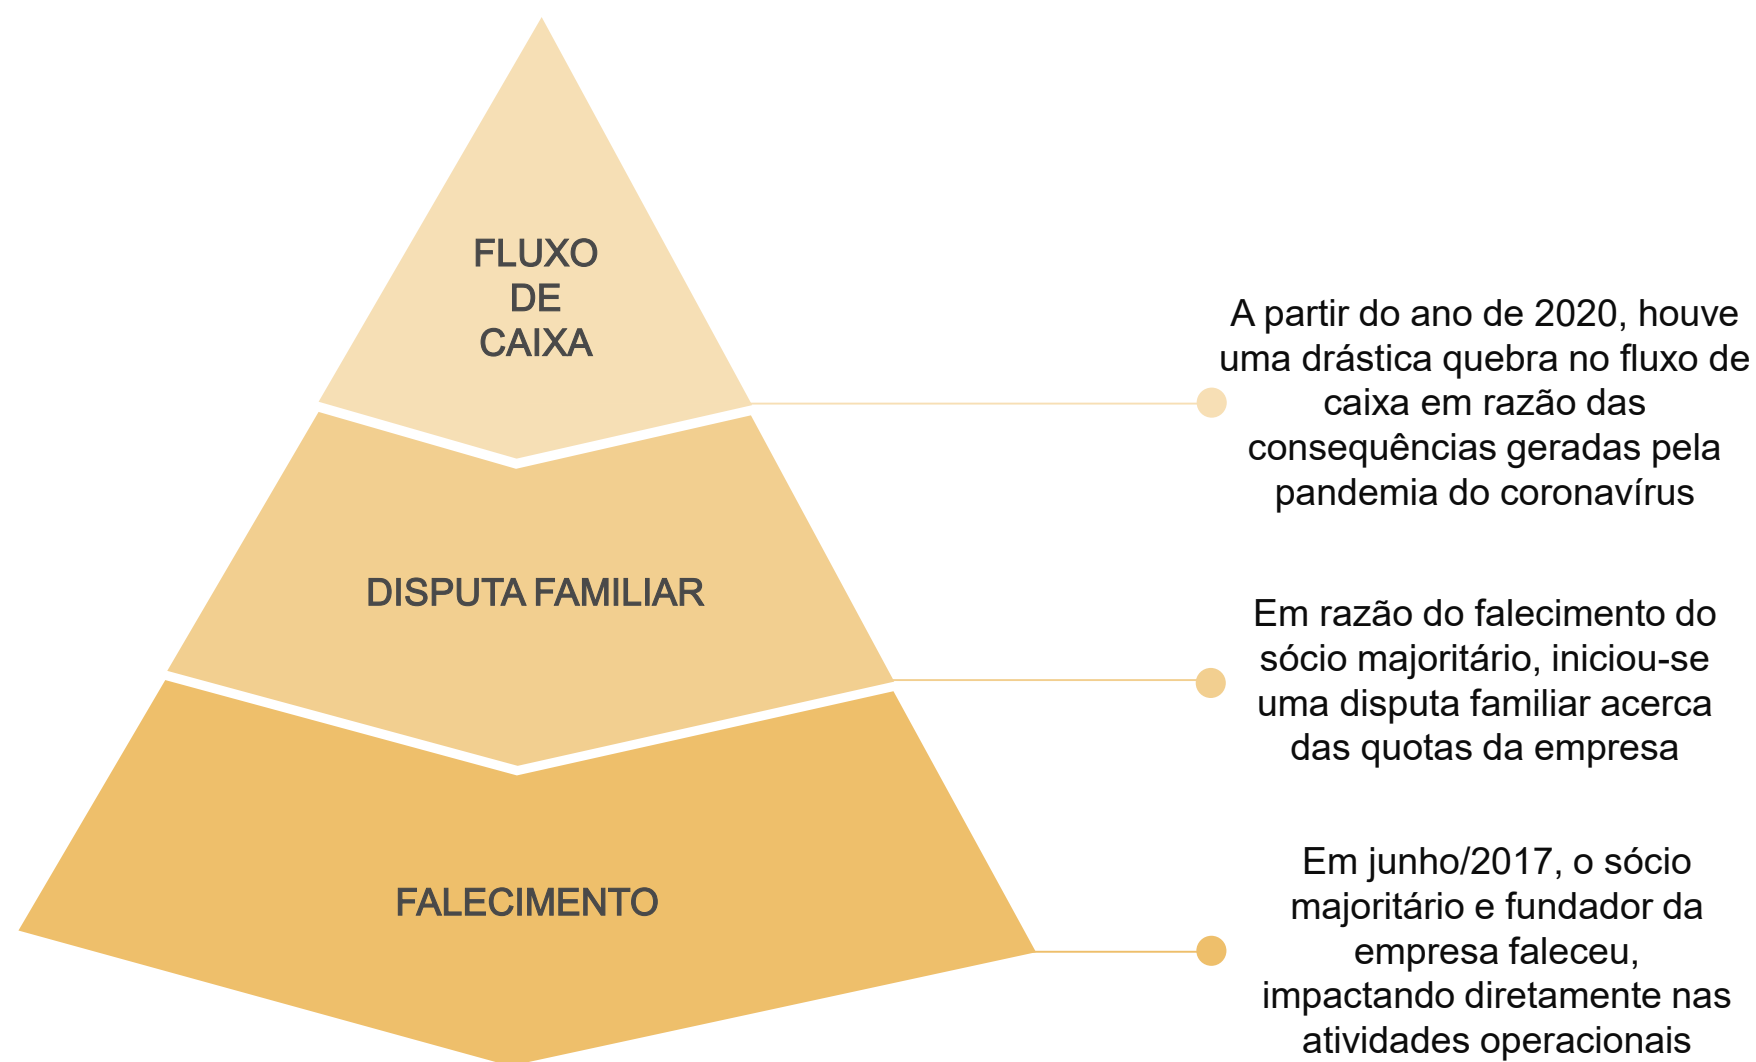 FLUXO
DE
CAIXA
A partir do ano de 2020, houve
uma drástica quebra no fluxo de
caixa em razão das
consequências geradas pela
pandemia do coronavírus
DISPUTA FAMILIAR
Em razão do falecimento do
sócio majoritário, iniciou-se
uma disputa familiar acerca
das quotas da empresa
FALECIMENTO
Em junho/2017, o sócio
majoritário e fundador da
empresa faleceu,
impactando diretamente nas
atividades operacionais